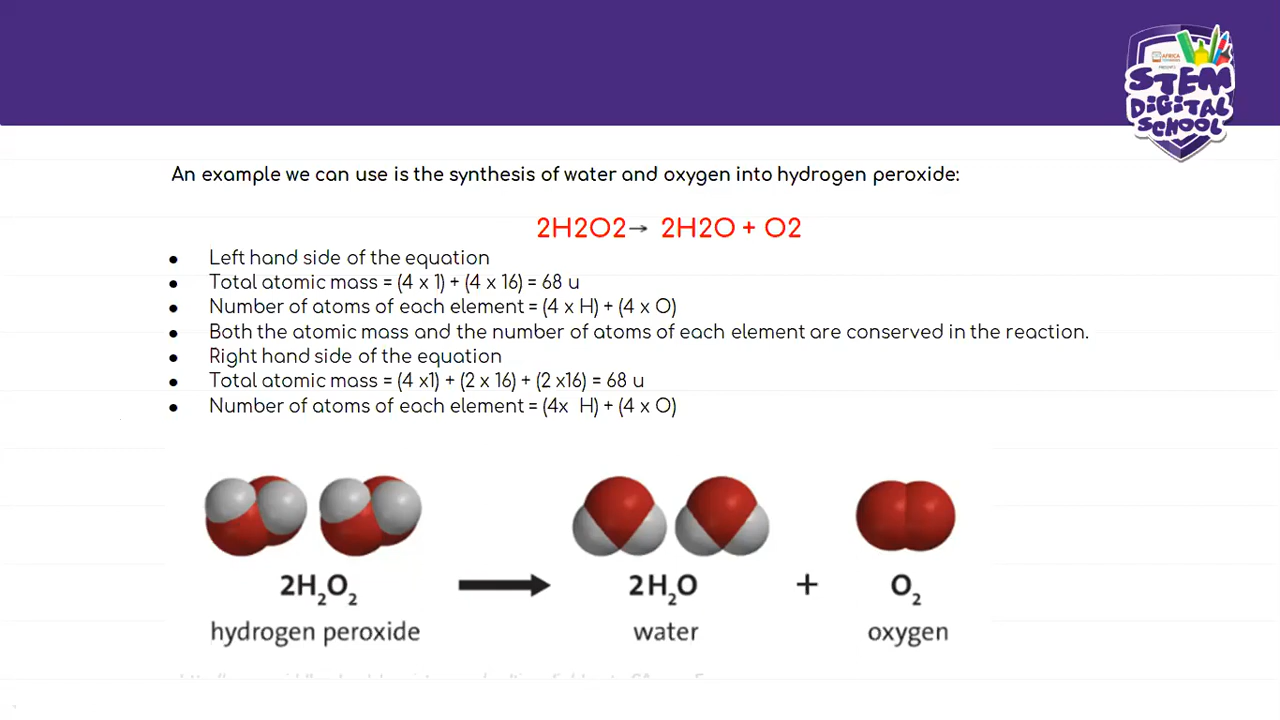 AFRICA
PRESENTS
STEM
DiGiTAL
SCHOOL
An example we can use is the synthesis of water and oxygen into hydrogen peroxide:
2H2O2→ 2H2O + O2
● Left hand side of the equation
● Total atomic mass = (4 x 1) + (4 x 16) = 68 u
● Number of atoms of each element = (4 x H) + (4 x O)
● Both the atomic mass and the number of atoms of each element are conserved in the reaction.
● Right hand side of the equation
● Total atomic mass = (4 x1) + (2 x 16) + (2 x16) = 68 u
● Number of atoms of each element = (4x H) + (4 x O)
2H₂O₂ → 2H₂O + O₂
hydrogen peroxide water oxygen